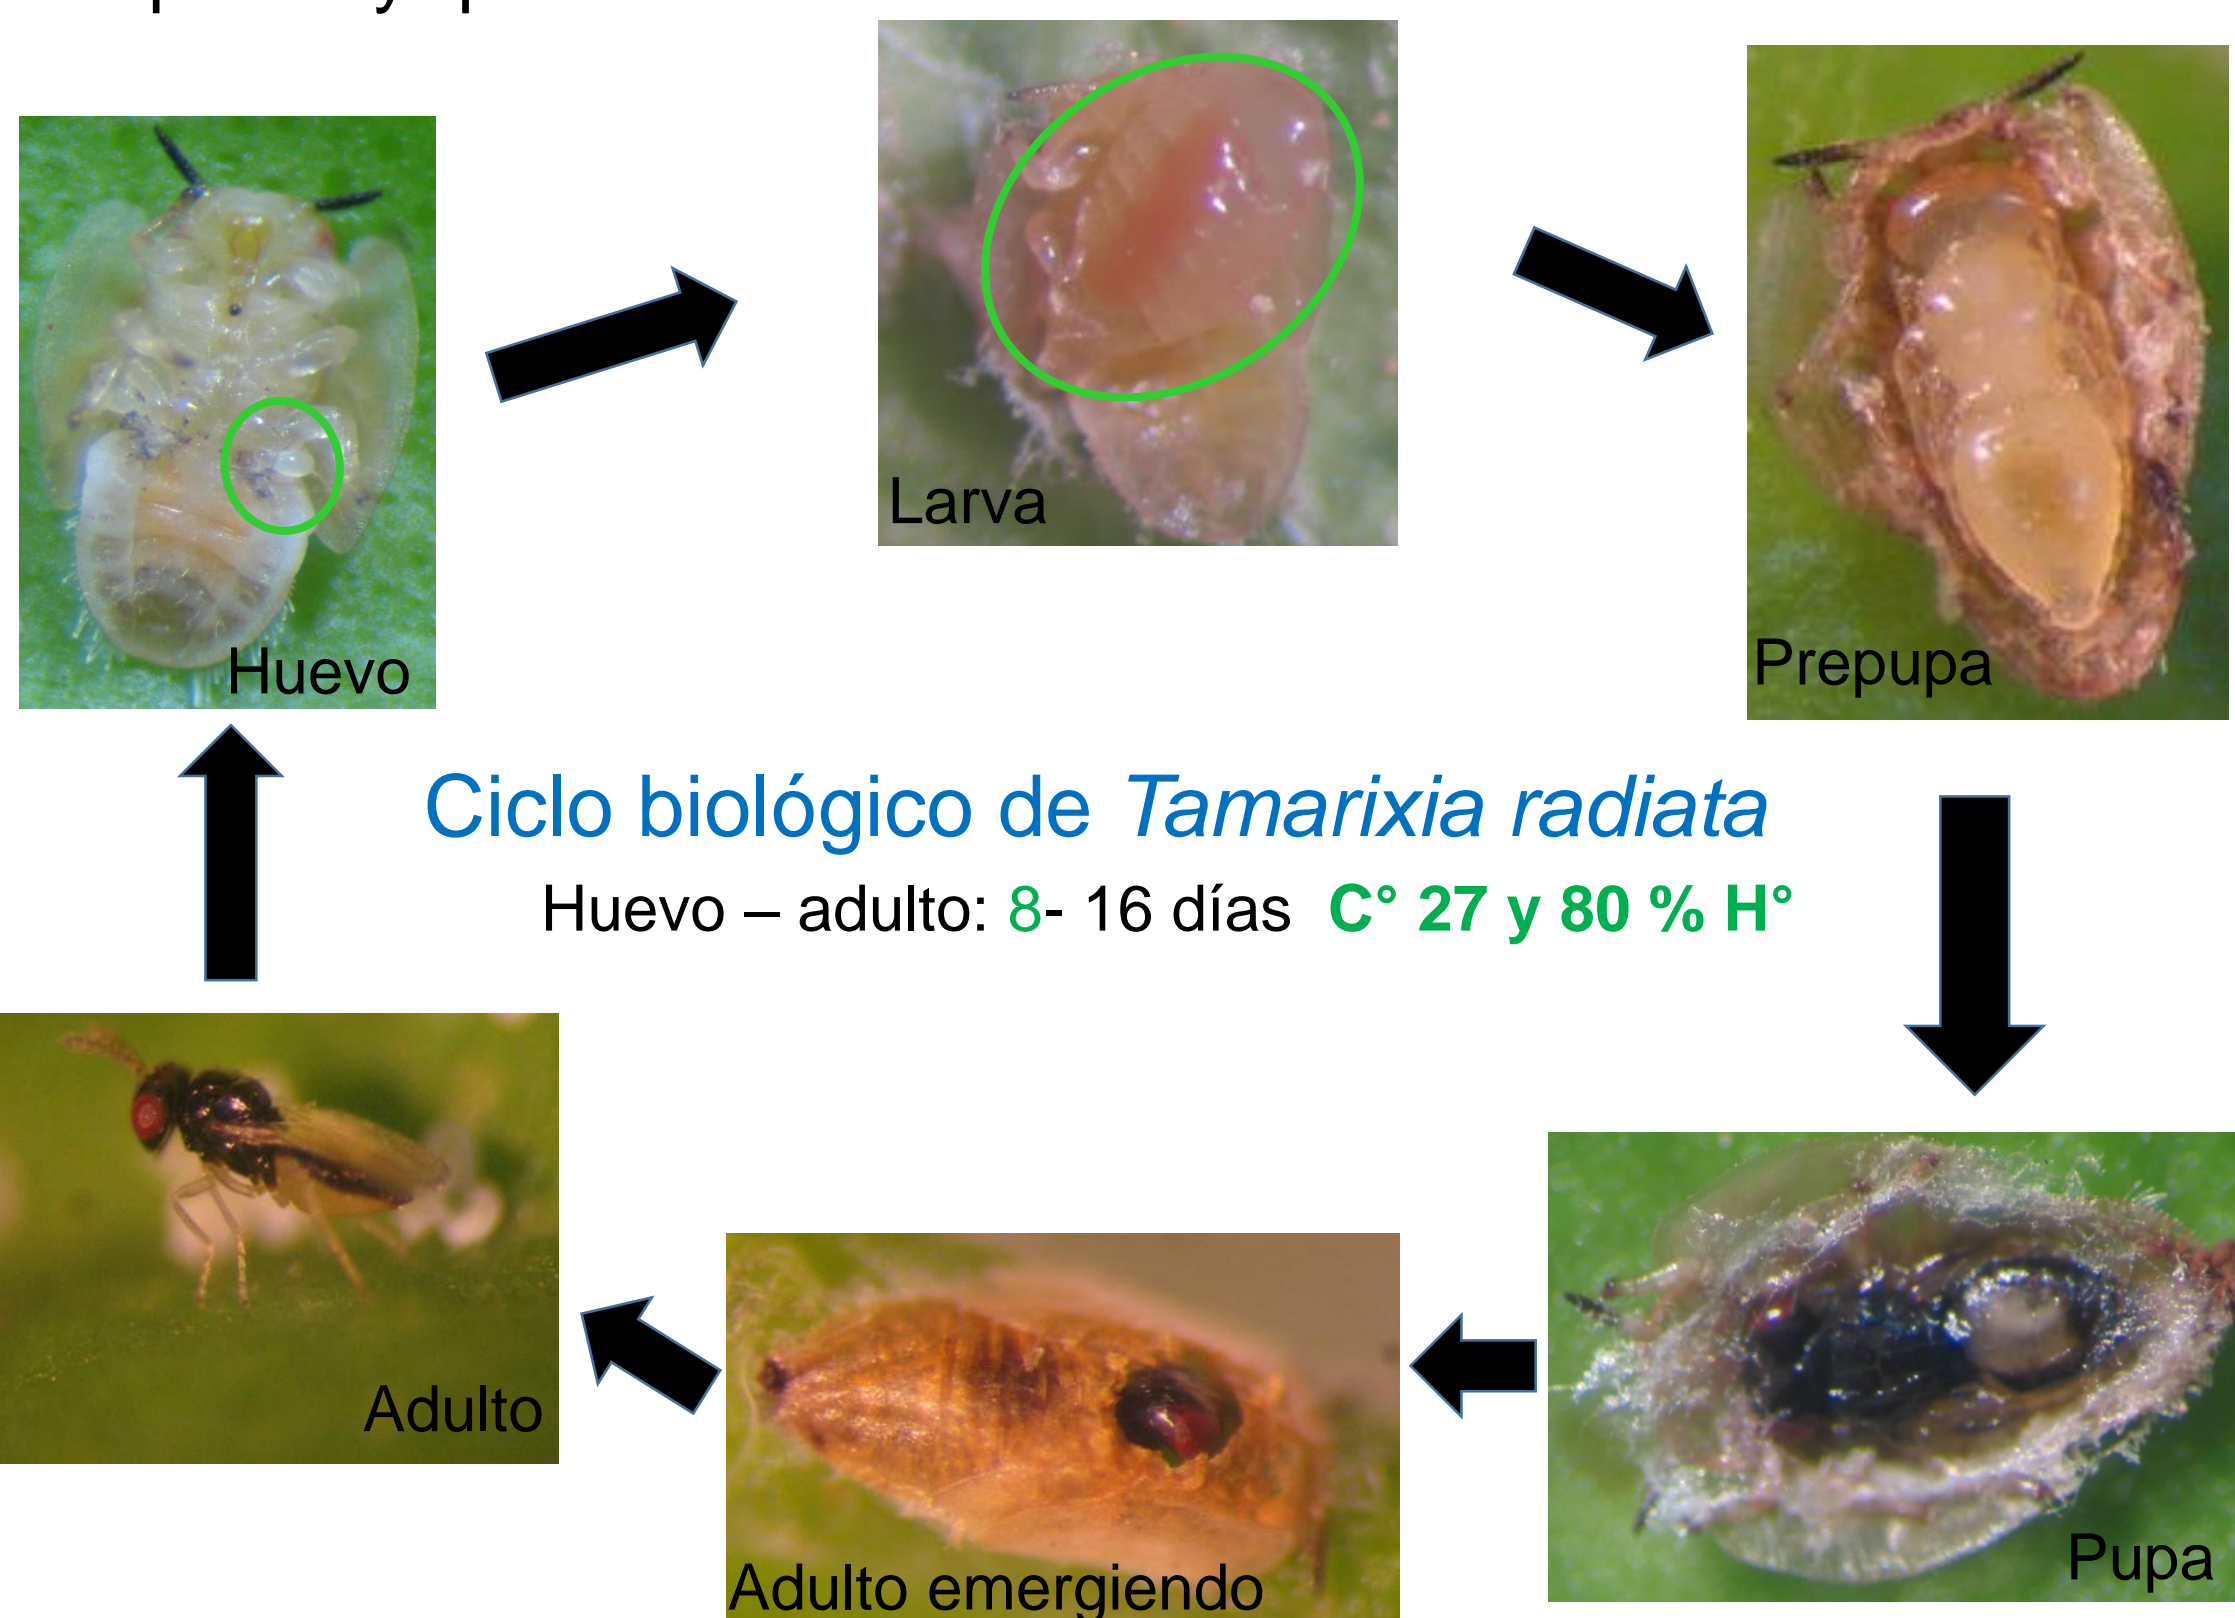 Huevo
Larva
Prepupa
Ciclo biológico de Tamarixia radiata
Huevo – adulto: 8- 16 días C° 27 y 80 % H°
Adulto
Adulto emergiendo
Pupa